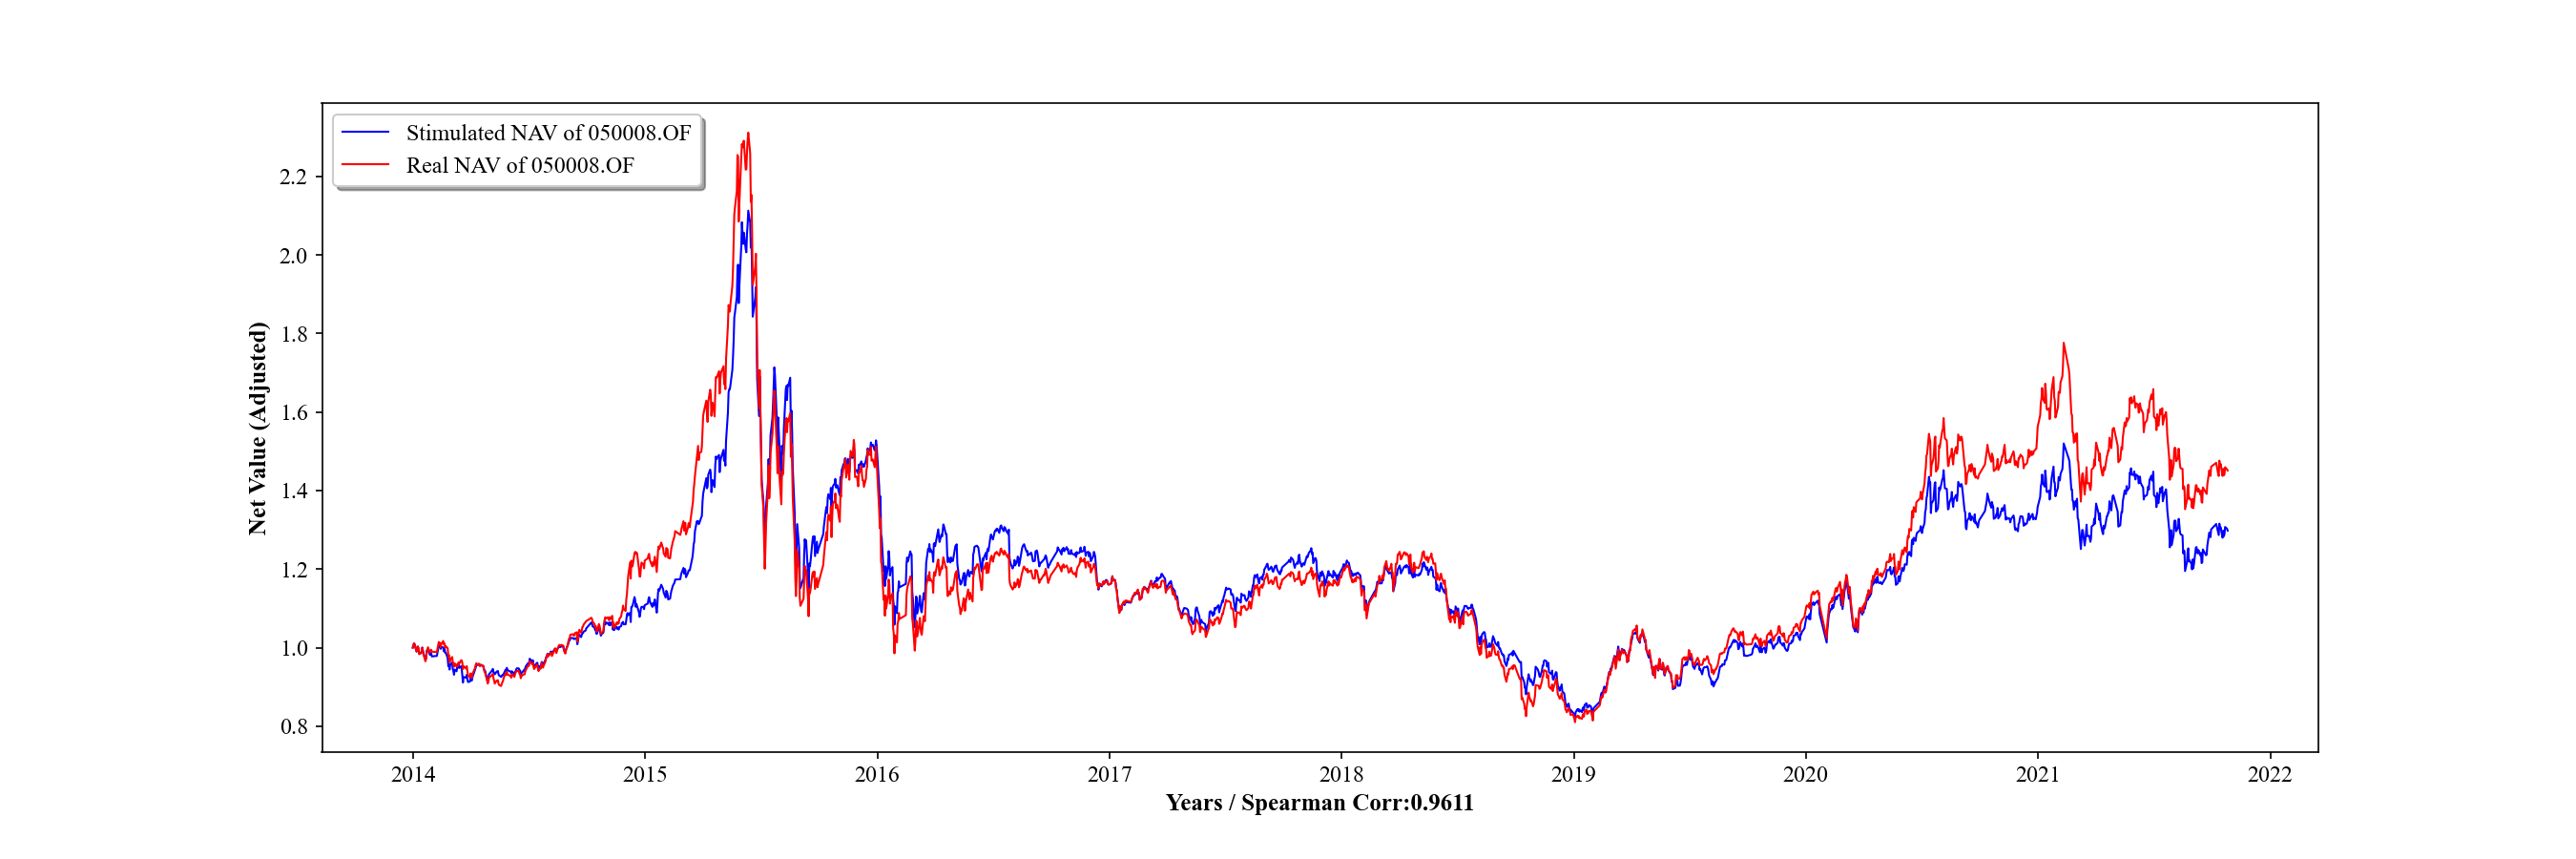 Stimulated NAV of 050008.OF
Real NAV of 050008.OF
2.2
2.0
1.8
1.6
1.4
1.2
1.0
0.8
Net Value (Adjusted)
2014 2015 2016 2017 2018 2019 2020 2021 2022
Years / Spearman Corr:0.9611